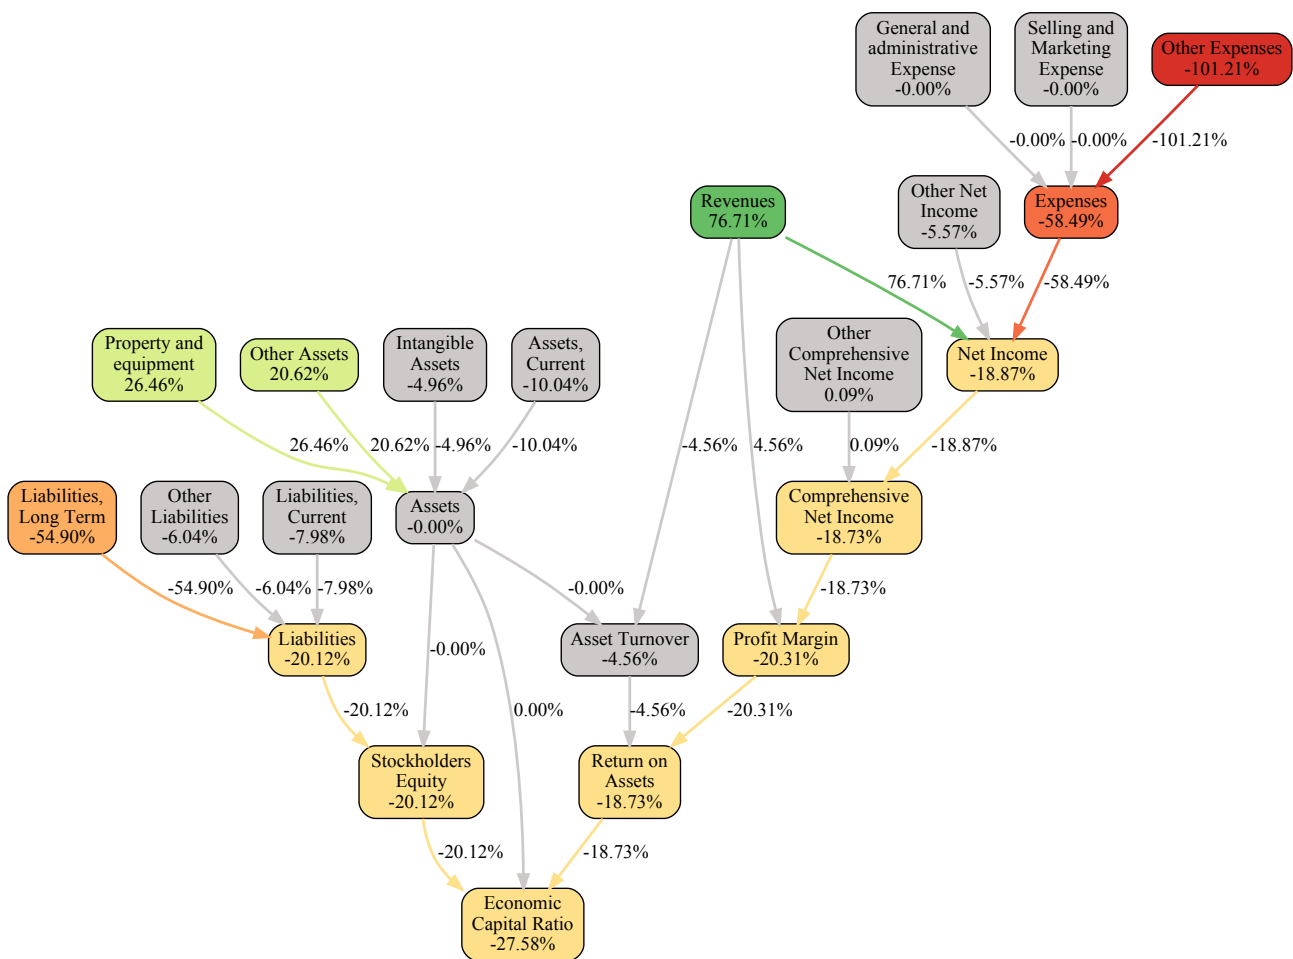 General and
administrative
Expense
-0.00%
Selling and
Marketing
Expense
-0.00%
Other Expenses
-101.21%
-0.00%
-0.00%
-101.21%
Revenues
76.71%
Other Net
Income
-5.57%
Expenses
-58.49%
76.71%
-5.57%
-58.49%
Property and
equipment
26.46%
Other Assets
20.62%
Intangible
Assets
-4.96%
Assets,
Current
-10.04%
Other
Comprehensive
Net Income
0.09%
Net Income
-18.87%
26.46%
20.62%
-4.96%
-10.04%
-4.56%
4.56%
0.09%
-18.87%
Liabilities,
Long Term
-54.90%
Other
Liabilities
-6.04%
Liabilities,
Current
-7.98%
Assets
-0.00%
Comprehensive
Net Income
-18.73%
-54.90%
-6.04%
-7.98%
-0.00%
-18.73%
Liabilities
-20.12%
-0.00%
Asset Turnover
-4.56%
Profit Margin
-20.31%
-20.12%
0.00%
-4.56%
-20.31%
Stockholders
Equity
-20.12%
Return on
Assets
-18.73%
-20.12%
-18.73%
Economic
Capital Ratio
-27.58%